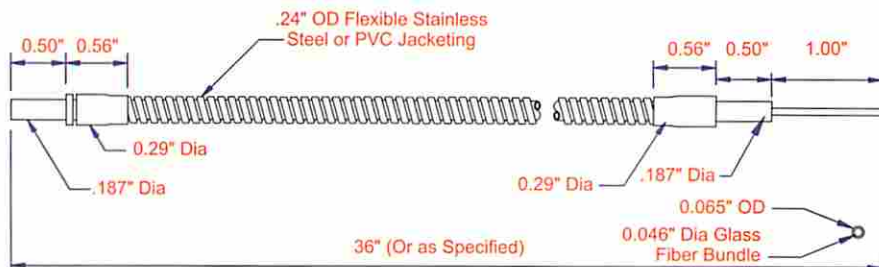 .24" OD Flexible Stainless
Steel or PVC Jacketing
0.50"
0.56"
0.56"
0.50"
1.00"
0.29" Dia
.187" Dia
0.29" Dia
.187" Dia
0.065" OD
0.046" Dia Glass
Fiber Bundle
36" (Or as Specified)